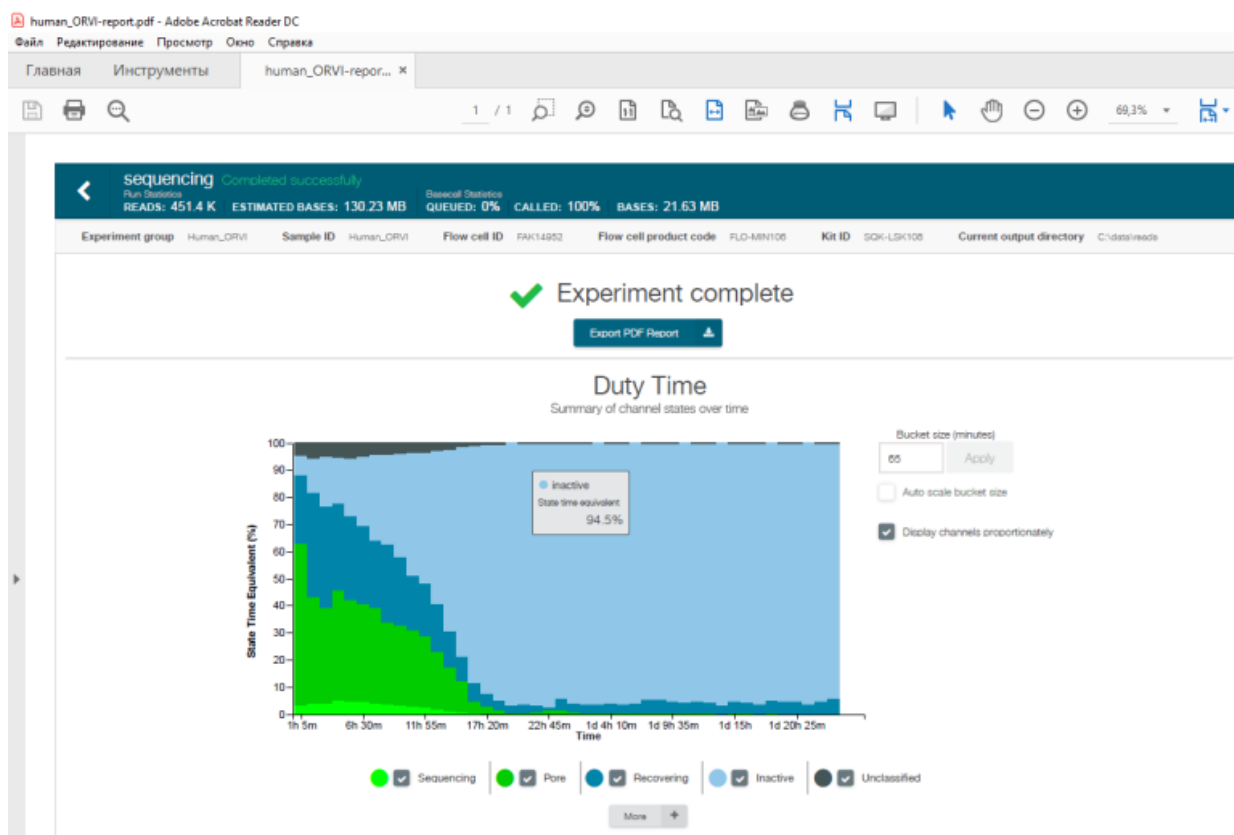 human_ORVI-report.pdf - Adobe Acrobat Reader DC
Файл Редактирование Просмотр Окно Справка
Главная Инструменты human_ORVI-repor... ×
1 / 1 69,3%
sequencing Completed successfully
Run Statistics Basecall Statistics
READS: 451.4 K ESTIMATED BASES: 130.23 MB QUEUED: 0% CALLED: 100% BASES: 21.63 MB
Experiment group Human_ORVI Sample ID Human_ORVI Flow cell ID FAK14952 Flow cell product code FLO-MIN106 Kit ID SQK-LSK108 Current output directory C:\data\reads
Experiment complete
Export PDF Report
Duty Time
Summary of channel states over time
Bucket size (minutes)
65 Apply
Auto scale bucket size
Display channels proportionately
State Time Equivalent (%)
100
90
80
70
60
50
40
30
20
10
0
inactive
State time equivalent
94.5%
1h 5m 6h 30m 11h 55m 17h 20m 22h 45m 1d 4h 10m 1d 9h 35m 1d 15h 1d 20h 25m
Time
Sequencing Pore Recovering Inactive Unclassified
More +